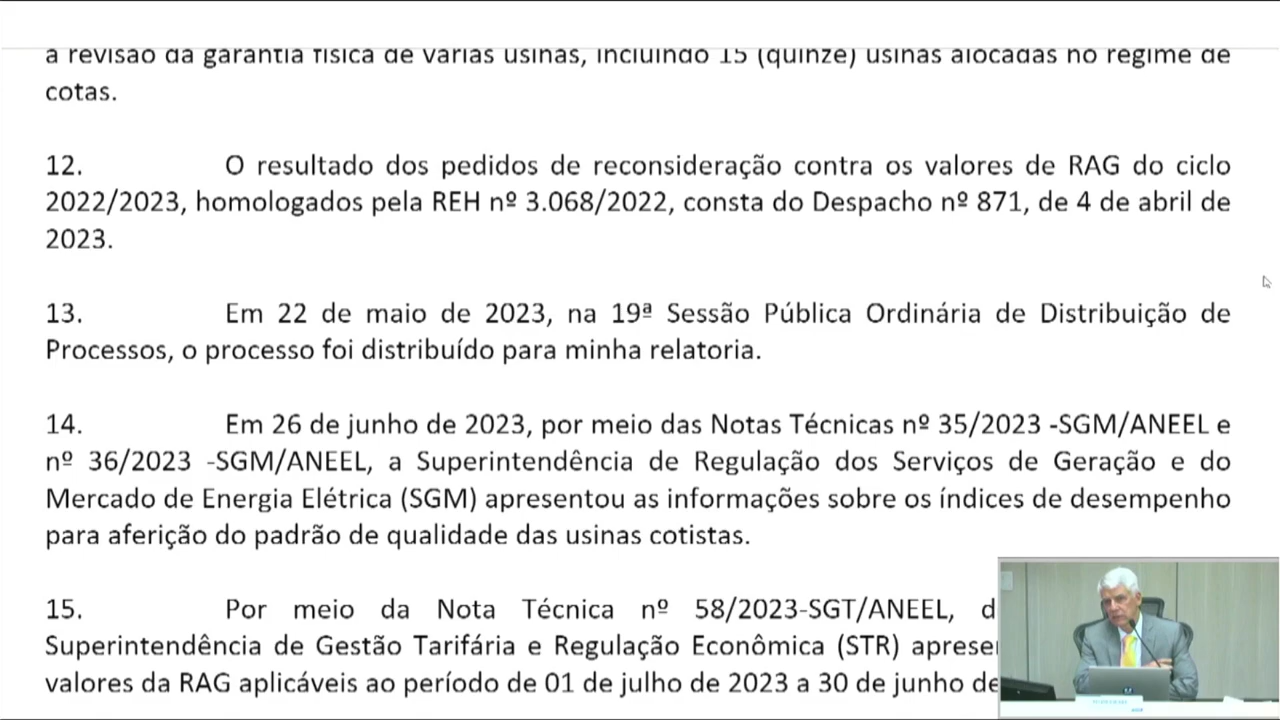 a revisão da garantia física de várias usinas, incluindo 15 (quinze) usinas alocadas no regime de
cotas.
12. O resultado dos pedidos de reconsideração contra os valores de RAG do ciclo
2022/2023, homologados pela REH nº 3.068/2022, consta do Despacho nº 871, de 4 de abril de
2023.
13. Em 22 de maio de 2023, na 19ª Sessão Pública Ordinária de Distribuição de
Processos, o processo foi distribuído para minha relatoria.
14. Em 26 de junho de 2023, por meio das Notas Técnicas nº 35/2023 -SGM/ANEEL e
nº 36/2023 -SGM/ANEEL, a Superintendência de Regulação dos Serviços de Geração e do
Mercado de Energia Elétrica (SGM) apresentou as informações sobre os índices de desempenho
para aferição do padrão de qualidade das usinas cotistas.
15. Por meio da Nota Técnica nº 58/2023-SGT/ANEEL, d
Superintendência de Gestão Tarifária e Regulação Econômica (STR) aprese
valores da RAG aplicáveis ao período de 01 de julho de 2023 a 30 de junho de